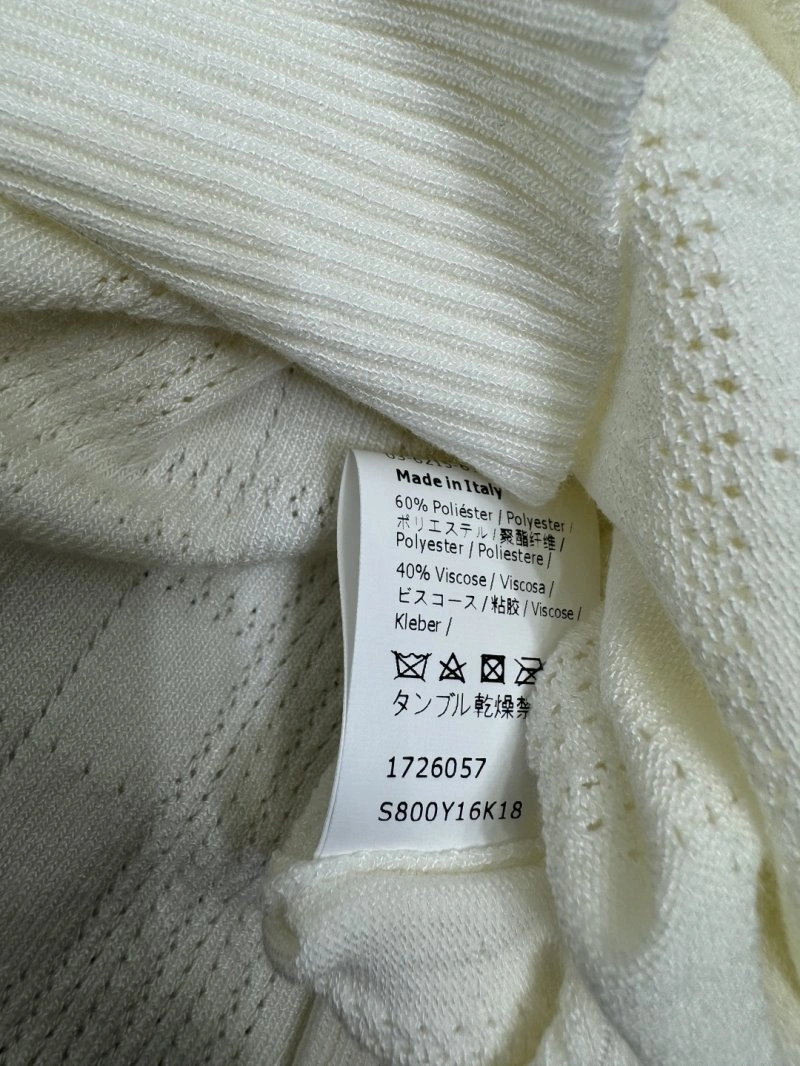 Made in Italy
60% Poliéster / Polyester /
ポリエステル / 聚酯纤维 /
Polyester / Poliestere /
40% Viscose / Viscosa /
ビスコース / 粘胶 / Viscose /
Kleber /
タンブル乾燥禁
1726057
S800Y16K18